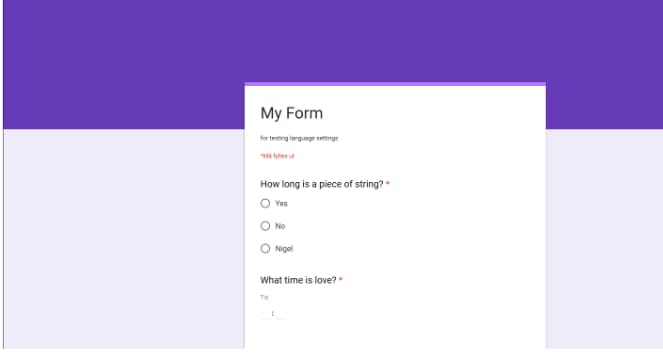 My Form
for testing language settings
*Må fylles ut
How long is a piece of string? *
Yes
No
Nigel
What time is love? *
Tid
: